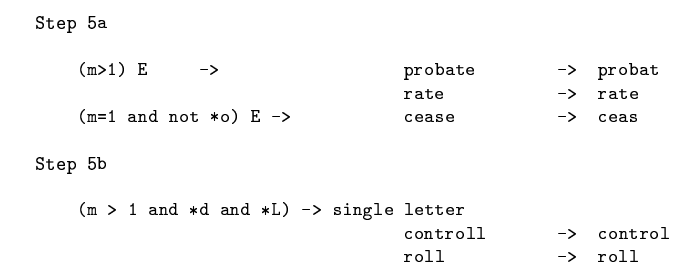 Step 5a
(m>1) E -> probate -> probat
rate -> rate
(m=1 and not *o) E -> cease -> ceas
Step 5b
(m > 1 and *d and *L) -> single letter
controll -> control
roll -> roll